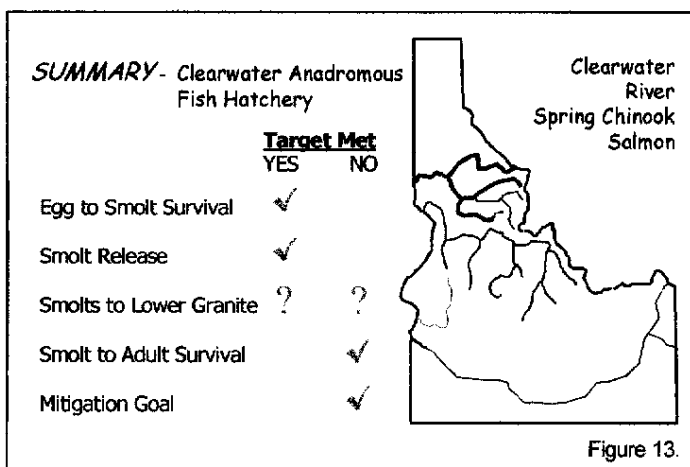 SUMMARY - Clearwater Anadromous
Fish Hatchery
Clearwater
River
Spring Chinook
Salmon
Target Met
YES NO
Egg to Smolt Survival ✓
Smolt Release ✓
Smolts to Lower Granite ? ?
Smolt to Adult Survival ✓
Mitigation Goal ✓
Figure 13.